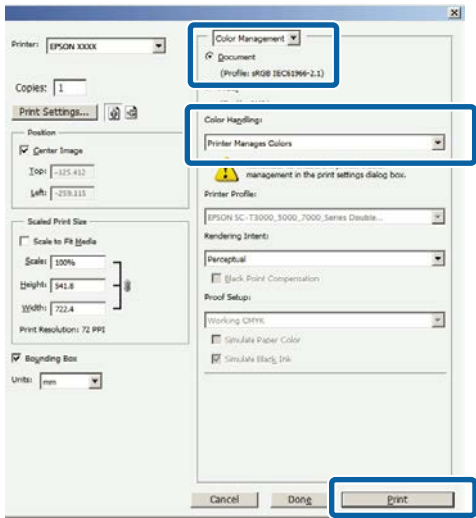 Printer: EPSON XXXX
Copies: 1
Print Settings...
Position
Center Image
Top: -125.412
Left: -259.115
Scaled Print Size
Scale to Fit Media
Scale: 100%
Height: 541.8
Width: 722.4
Print Resolution: 72 PPI
Bounding Box
Units: mm
Color Management
Document
(Profile: sRGB IEC61966-2.1)
Color Handling:
Printer Manages Colors
management in the print settings dialog box.
Printer Profile:
EPSON SC-T3000_5000_7000_Series Double...
Rendering Intent:
Perceptual
Black Point Compensation
Proof Setup:
Working CMYK
Simulate Paper Color
Simulate Black Ink
Cancel
Done
Print